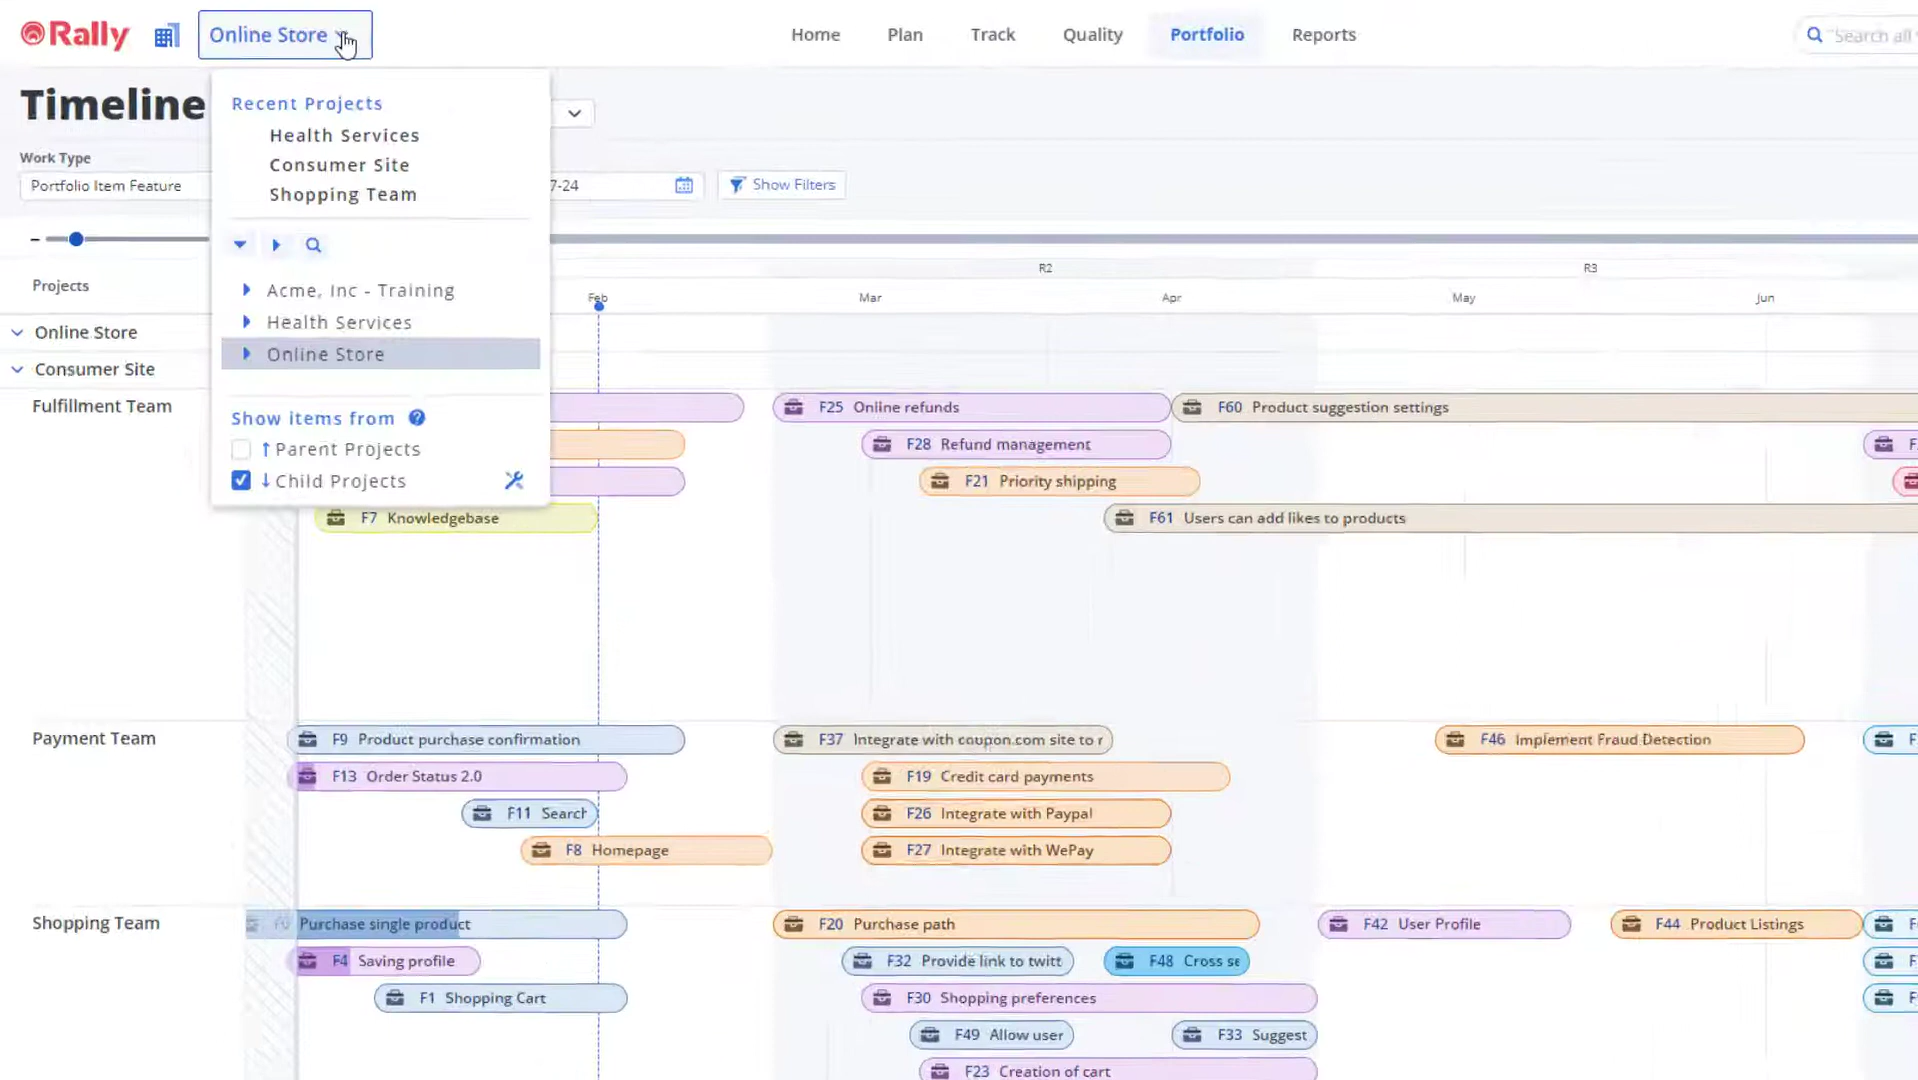 Rally
Online Store
Home
Plan
Track
Quality
Portfolio
Reports
Search all
Timeline
Recent Projects
Health Services
Consumer Site
Shopping Team
Work Type
Portfolio Item Feature
7-24
Show Filters
Acme, Inc - Training
Health Services
Online Store
Show items from
Parent Projects
Child Projects
Projects
R2
R3
Feb
Mar
Apr
May
Jun
Online Store
Consumer Site
Fulfillment Team
F25 Online refunds
F60 Product suggestion settings
F28 Refund management
F21 Priority shipping
F7 Knowledgebase
F61 Users can add likes to products
Payment Team
F9 Product purchase confirmation
F37 Integrate with coupon.com site to r
F46 Implement Fraud Detection
F13 Order Status 2.0
F19 Credit card payments
F11 Search
F26 Integrate with Paypal
F8 Homepage
F27 Integrate with WePay
Shopping Team
Purchase single product
F20 Purchase path
F42 User Profile
F44 Product Listings
F4 Saving profile
F32 Provide link to twitt
F48 Cross se
F1 Shopping Cart
F30 Shopping preferences
F49 Allow user
F33 Suggest
F23 Creation of cart